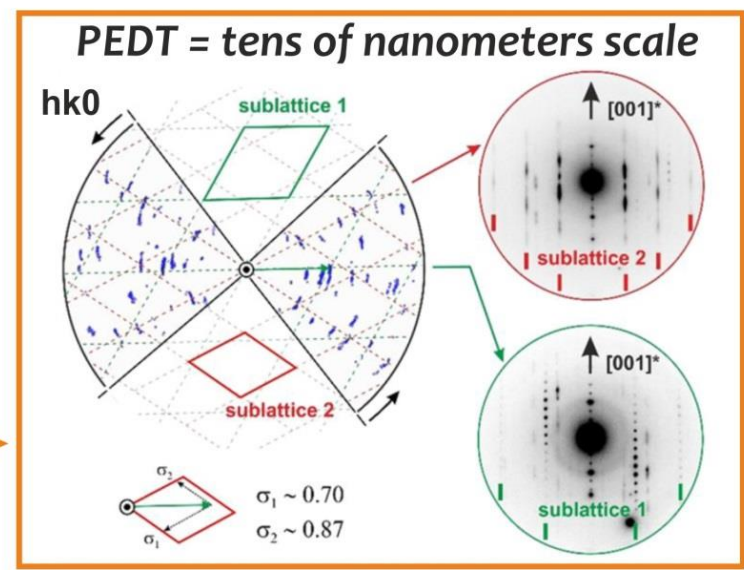 PEDT = tens of nanometers scale
hk0
sublattice 1
[001]*
sublattice 2
sublattice 2
[001]*
σ₂
σ₁
σ₁ ~ 0.70
σ₂ ~ 0.87
sublattice 1